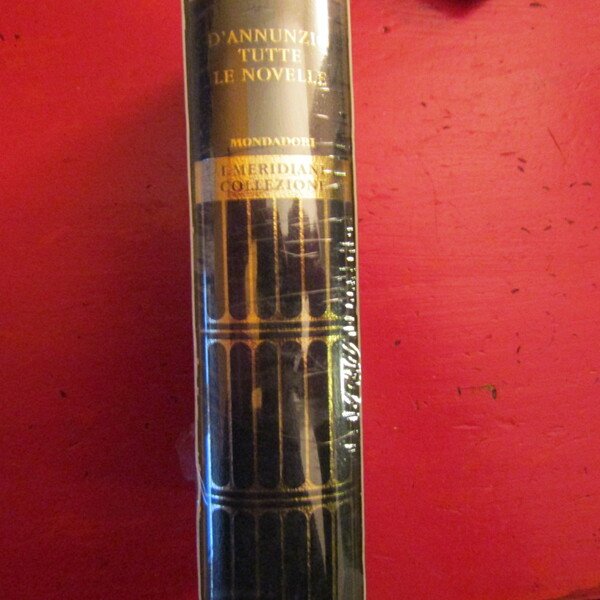 D'ANNUNZIO
TUTTE
LE NOVELLE
MONDADORI
I MERIDIANI
COLLEZIONE